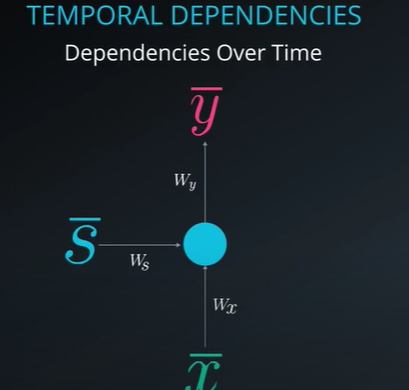 TEMPORAL DEPENDENCIES
Dependencies Over Time
y̅
W_y
s̅
W_s
W_x
x̅